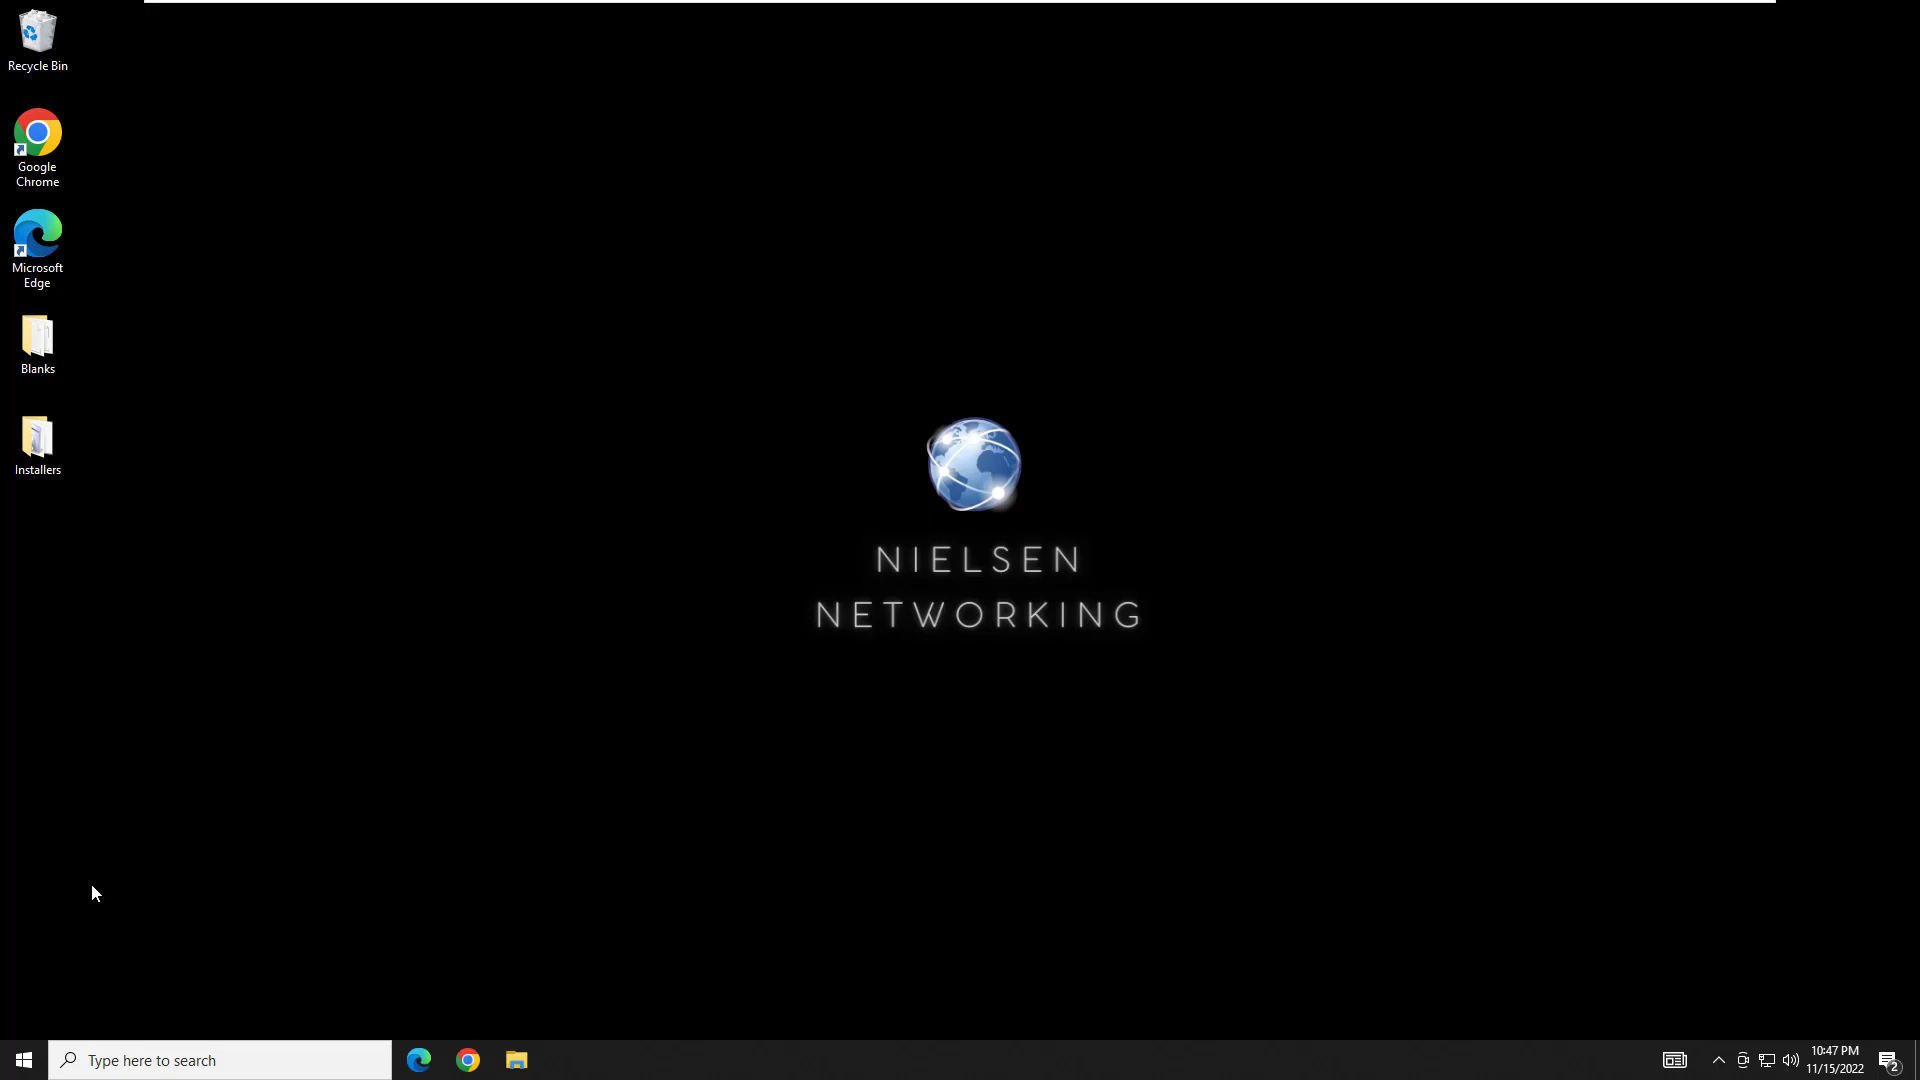 Recycle Bin
Google
Chrome
Microsoft
Edge
Blanks
Installers
NIELSEN
NETWORKING
Type here to search
10:47 PM
11/15/2022
2